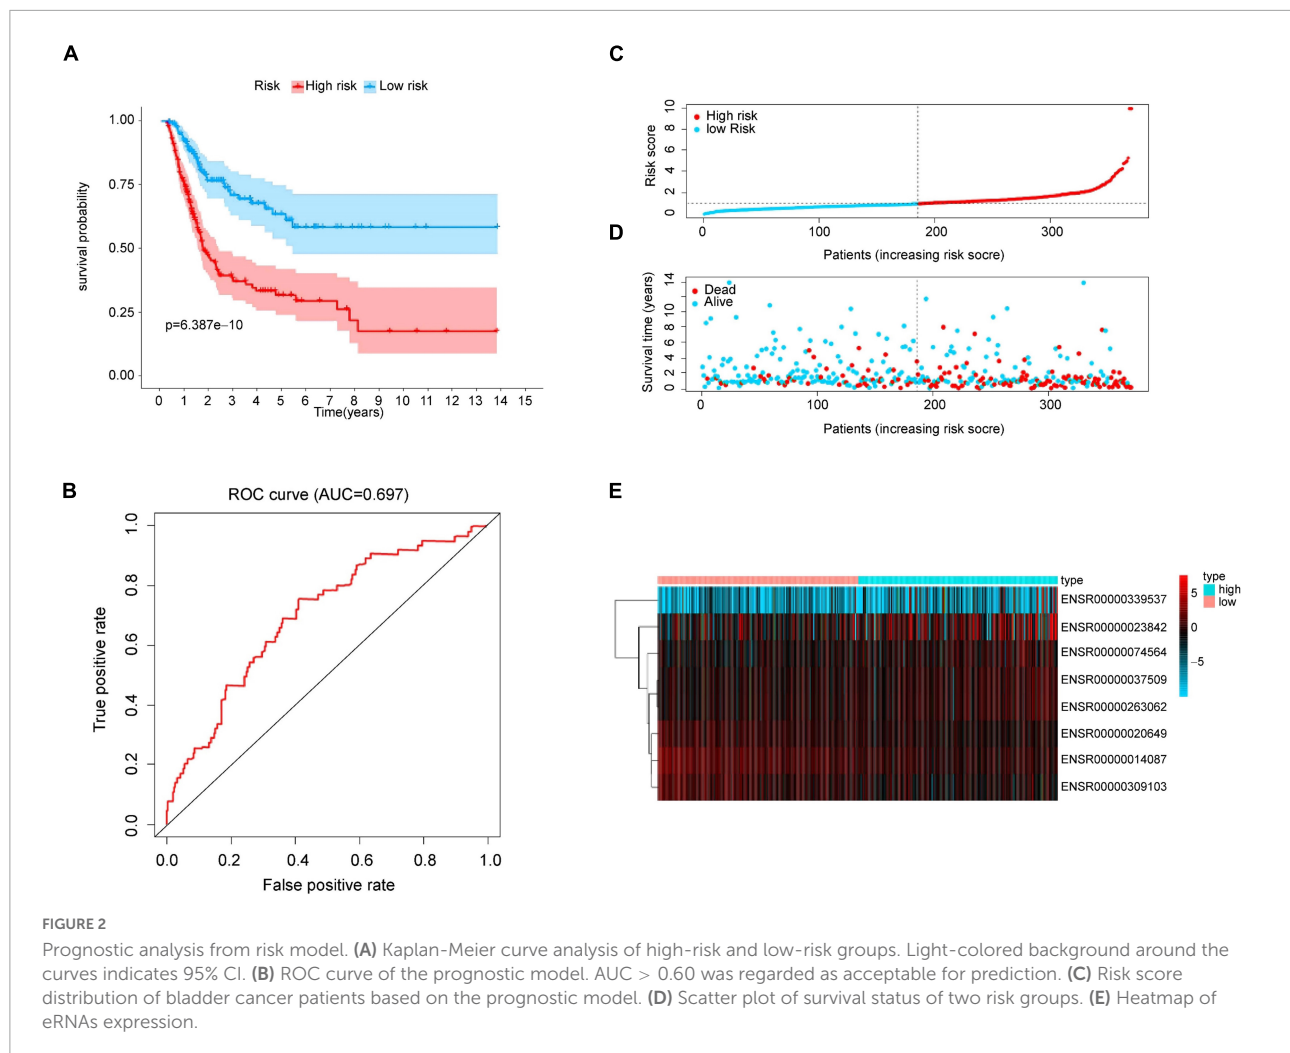 A
Risk High risk Low risk
survival probability
1.00
0.75
0.50
0.25
0.00
p=6.387e−10
0 1 2 3 4 5 6 7 8 9 10 11 12 13 14 15
Time(years)
C
Risk score
10
8
6
4
2
0
High risk
low Risk
0 100 200 300
Patients (increasing risk socre)
D
Survival time (years)
14
10
8
6
4
2
0
Dead
Alive
0 100 200 300
Patients (increasing risk socre)
B
ROC curve (AUC=0.697)
True positive rate
1.0
0.8
0.6
0.4
0.2
0.0
0.0 0.2 0.4 0.6 0.8 1.0
False positive rate
E
type
ENSR00000339537
ENSR00000023842
ENSR00000074564
ENSR00000037509
ENSR00000263062
ENSR00000020649
ENSR00000014087
ENSR00000309103
5
0
−5
type
high
low
FIGURE 2
Prognostic analysis from risk model. (A) Kaplan-Meier curve analysis of high-risk and low-risk groups. Light-colored background around the
curves indicates 95% CI. (B) ROC curve of the prognostic model. AUC > 0.60 was regarded as acceptable for prediction. (C) Risk score
distribution of bladder cancer patients based on the prognostic model. (D) Scatter plot of survival status of two risk groups. (E) Heatmap of
eRNAs expression.